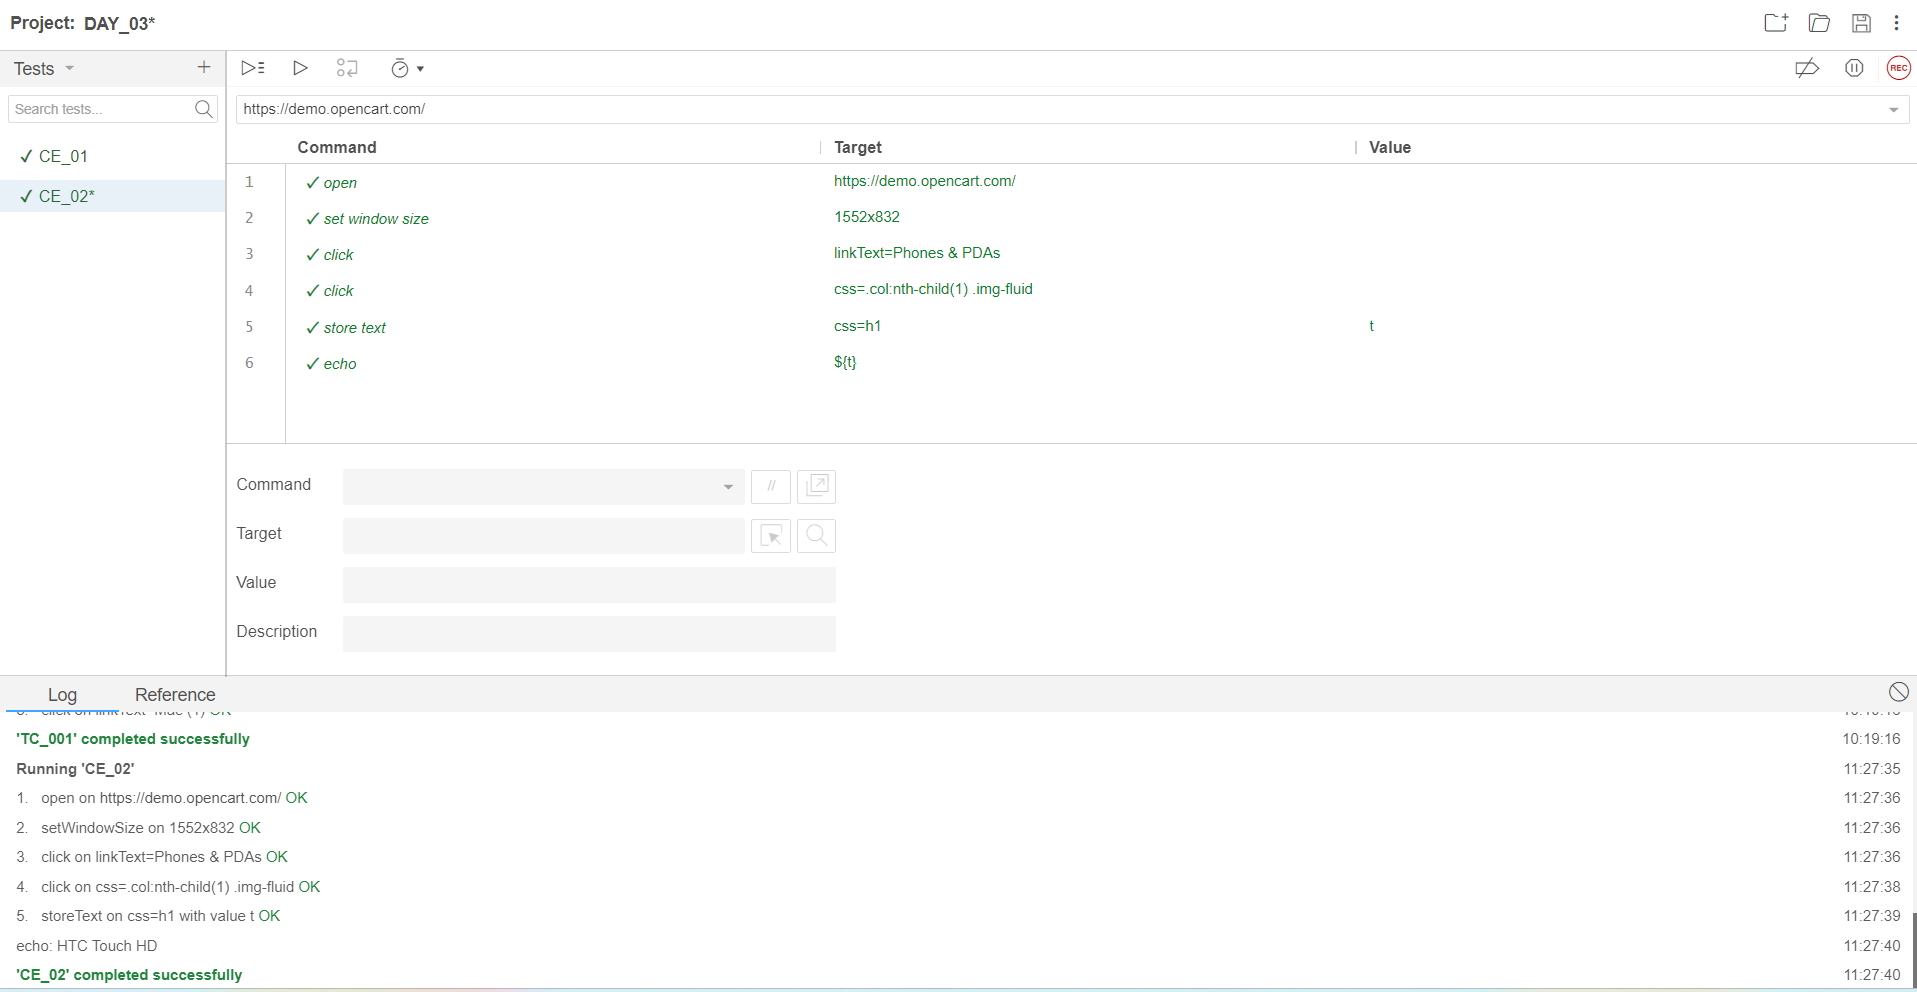 Project: DAY_03*
Tests
Search tests...
CE_01
CE_02*
REC
https://demo.opencart.com/
Command Target Value
1 open https://demo.opencart.com/
2 set window size 1552x832
3 click linkText=Phones & PDAs
4 click css=.col:nth-child(1) .img-fluid
5 store text css=h1 t
6 echo ${t}
Command //
Target
Value
Description
Log Reference
'TC_001' completed successfully 10:19:16
Running 'CE_02' 11:27:35
1. open on https://demo.opencart.com/ OK 11:27:36
2. setWindowSize on 1552x832 OK 11:27:36
3. click on linkText=Phones & PDAs OK 11:27:36
4. click on css=.col:nth-child(1) .img-fluid OK 11:27:38
5. storeText on css=h1 with value t OK 11:27:39
echo: HTC Touch HD 11:27:40
'CE_02' completed successfully 11:27:40